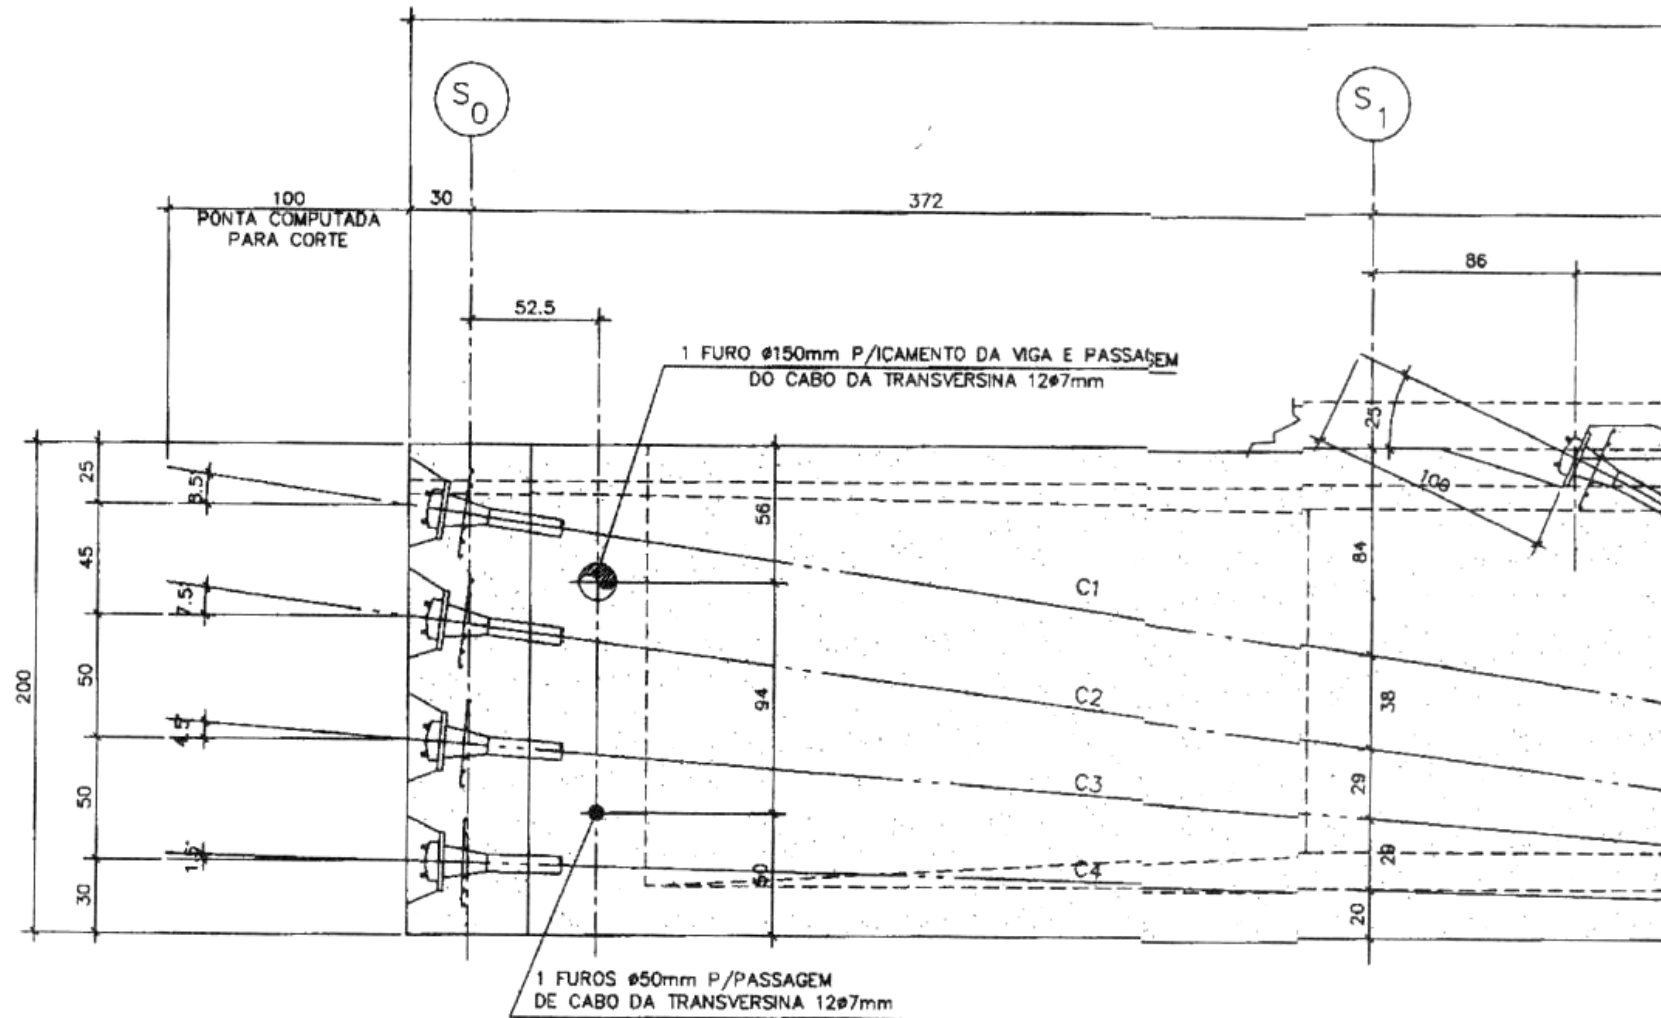 S0
S1
100
30
372
PONTA COMPUTADA
PARA CORTE
86
52.5
1 FURO ø150mm P/IÇAMENTO DA VIGA E PASSAGEM
DO CABO DA TRANSVERSINA 12ø7mm
25
25
8.5
106
56
45
84
C1
7.5
200
50
94
C2
38
4.5
C3
29
50
1.5
50
C4
29
30
20
1 FUROS ø50mm P/PASSAGEM
DE CABO DA TRANSVERSINA 12ø7mm